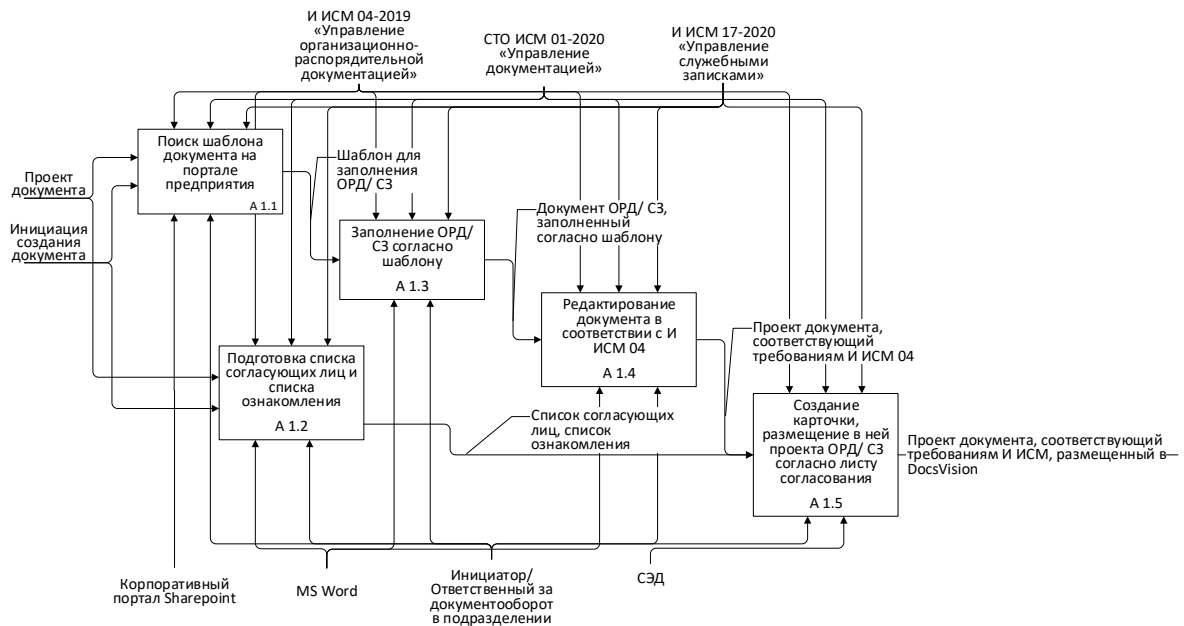 И ИСМ 04-2019
«Управление
организационно-
распорядительной
документацией»
СТО ИСМ 01-2020
«Управление
документацией»
И ИСМ 17-2020
«Управление
служебными
записками»
Поиск шаблона
документа на
портале
предприятия
А 1.1
Проект
документа
Инициация
создания
документа
Шаблон для
заполнения
ОРД/ СЗ
Заполнение ОРД/
СЗ согласно
шаблону
А 1.3
Документ ОРД/ СЗ,
заполненный
согласно шаблону
Редактирование
документа в
соответствии с И
ИСМ 04
А 1.4
Проект документа,
соответствующий
требованиям И ИСМ 04
Подготовка списка
согласующих лиц и
списка
ознакомления
А 1.2
Список согласующих
лиц, список
ознакомления
Создание
карточки,
размещение в ней
проекта ОРД/ СЗ
согласно листу
согласования
А 1.5
Проект документа, соответствующий
требованиям И ИСМ, размещенный в
DocsVision
Корпоративный
портал Sharepoint
MS Word
Инициатор/
Ответственный за
документооборот
в подразделении
СЭД